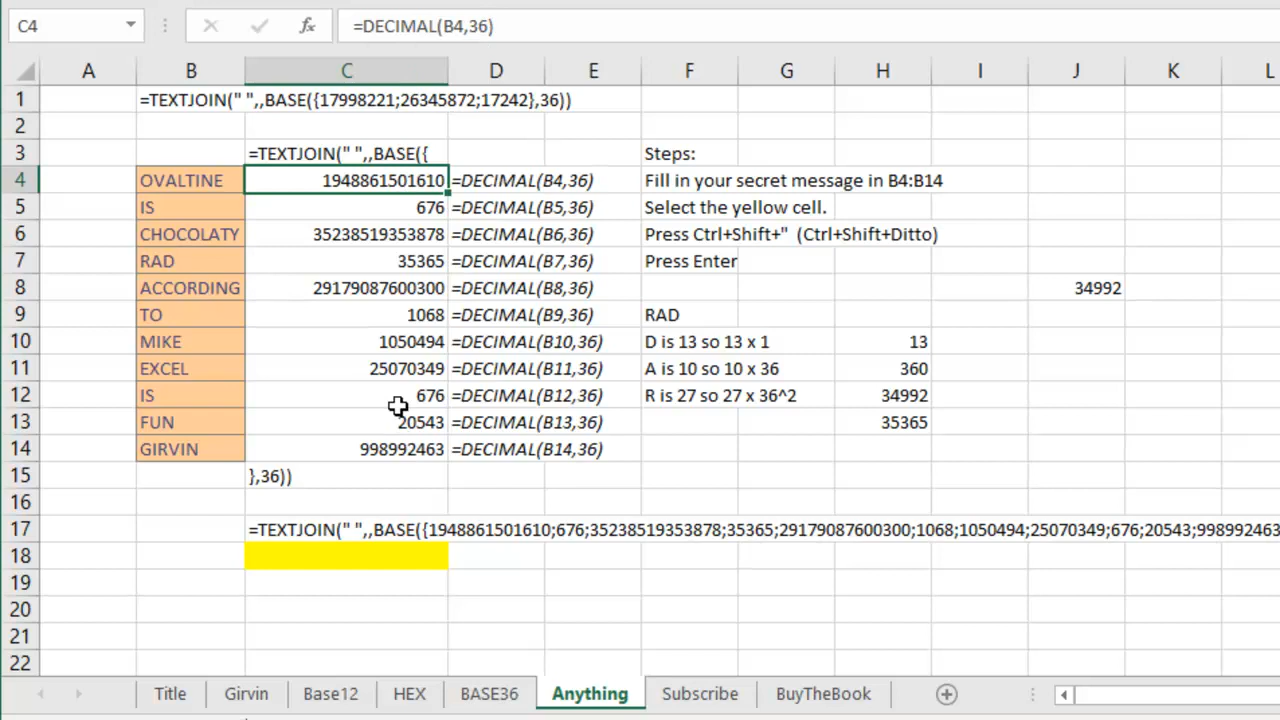 C4 fx =DECIMAL(B4,36)
A B C D E F G H I J K L
1 =TEXTJOIN(" ",,BASE({17998221;26345872;17242},36))
2
3 =TEXTJOIN(" ",,BASE({ Steps:
4 OVALTINE 1948861501610 =DECIMAL(B4,36) Fill in your secret message in B4:B14
5 IS 676 =DECIMAL(B5,36) Select the yellow cell.
6 CHOCOLATY 35238519353878 =DECIMAL(B6,36) Press Ctrl+Shift+" (Ctrl+Shift+Ditto)
7 RAD 35365 =DECIMAL(B7,36) Press Enter
8 ACCORDING 29179087600300 =DECIMAL(B8,36) 34992
9 TO 1068 =DECIMAL(B9,36) RAD
10 MIKE 1050494 =DECIMAL(B10,36) D is 13 so 13 x 1 13
11 EXCEL 25070349 =DECIMAL(B11,36) A is 10 so 10 x 36 360
12 IS 676 =DECIMAL(B12,36) R is 27 so 27 x 36^2 34992
13 FUN 20543 =DECIMAL(B13,36) 35365
14 GIRVIN 998992463 =DECIMAL(B14,36)
15 },36))
16
17 =TEXTJOIN(" ",,BASE({1948861501610;676;35238519353878;35365;29179087600300;1068;1050494;25070349;676;20543;998992463
18
19
20
21
22
Title Girvin Base12 HEX BASE36 Anything Subscribe BuyTheBook